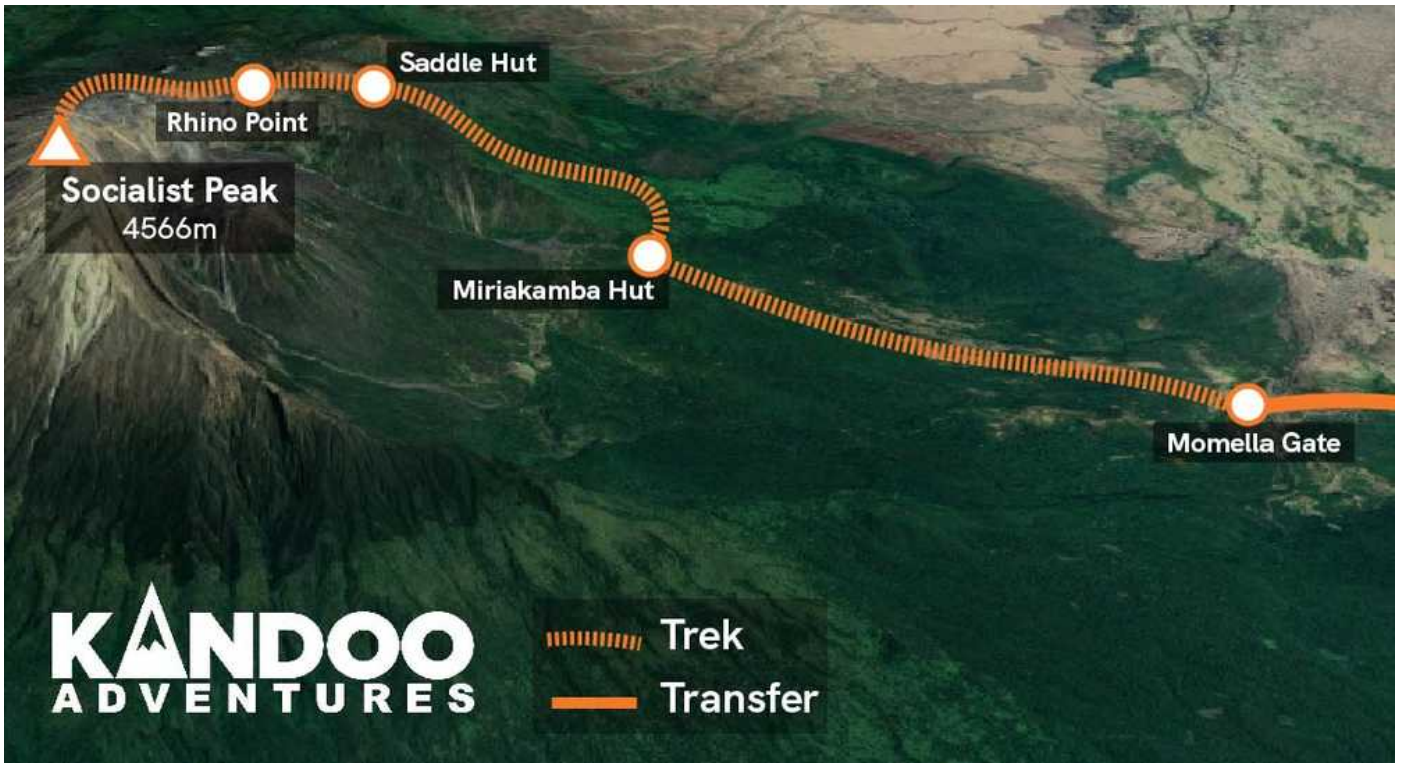 Saddle Hut
Rhino Point
Socialist Peak
4566m
Miriakamba Hut
Momella Gate
KANDOO
ADVENTURES
Trek
Transfer